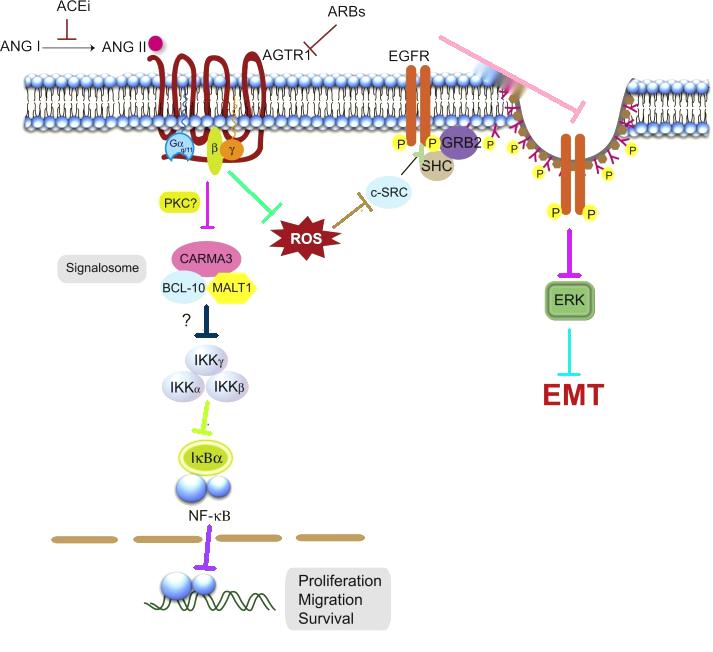 ACEi
ARBs
ANG I
ANG II
AGTR1
EGFR
Gα q/11
β
γ
P
P
GRB2
P
SHC
c-SRC
P
P
P
P
P
P
P
P
PKC?
ROS
CARMA3
Signalosome
BCL-10
MALT1
ERK
?
IKKγ
IKKα
IKKβ
EMT
IκBα
NF-κB
Proliferation
Migration
Survival